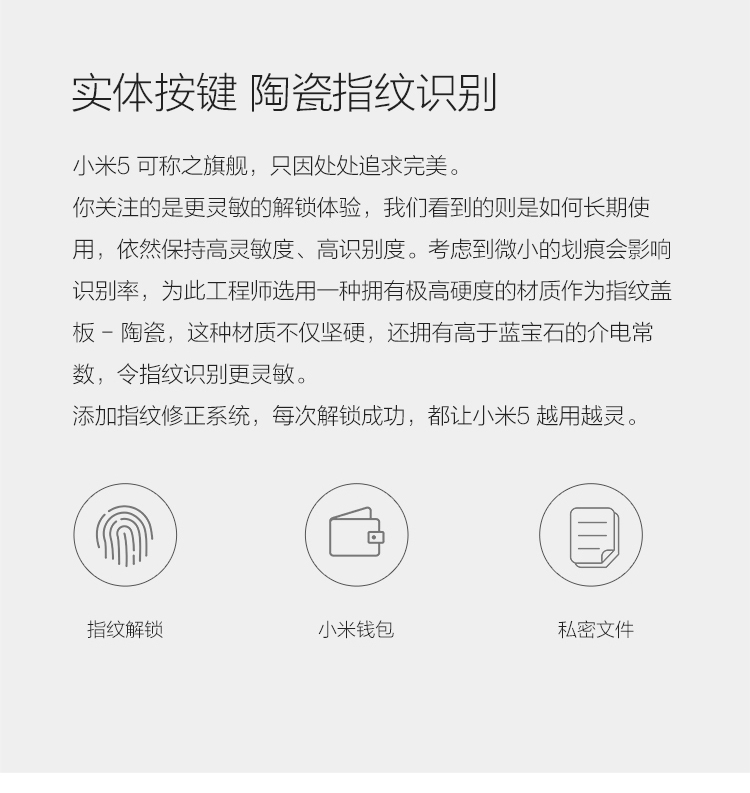 实体按键 陶瓷指纹识别
小米5 可称之旗舰，只因处处追求完美。
你关注的是更灵敏的解锁体验，我们看到的则是如何长期使
用，依然保持高灵敏度、高识别度。考虑到微小的划痕会影响
识别率，为此工程师选用一种拥有极高硬度的材质作为指纹盖
板 – 陶瓷，这种材质不仅坚硬，还拥有高于蓝宝石的介电常
数，令指纹识别更灵敏。
添加指纹修正系统，每次解锁成功，都让小米5 越用越灵。
指纹解锁
小米钱包
私密文件